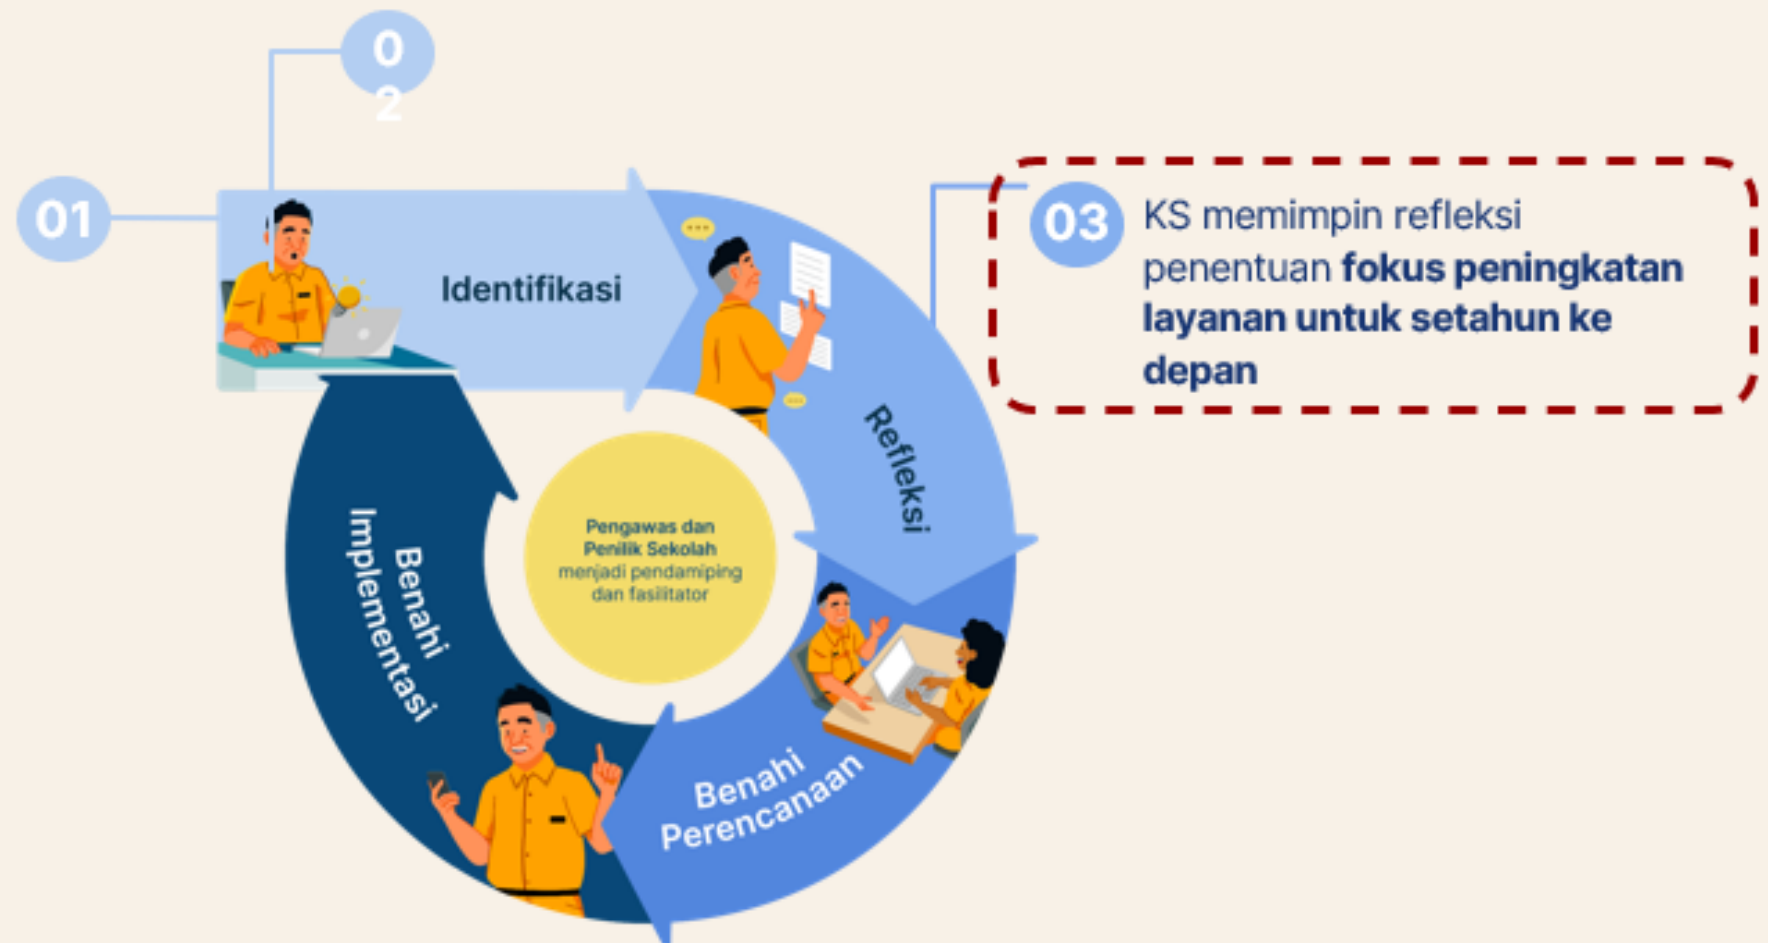 0
2
01
Identifikasi
03
KS memimpin refleksi
penentuan fokus peningkatan
layanan untuk setahun ke
depan
Refleksi
Pengawas dan
Penilik Sekolah
menjadi pendamiping
dan fasilitator
Benahi
Implementasi
Benahi
Perencanaan